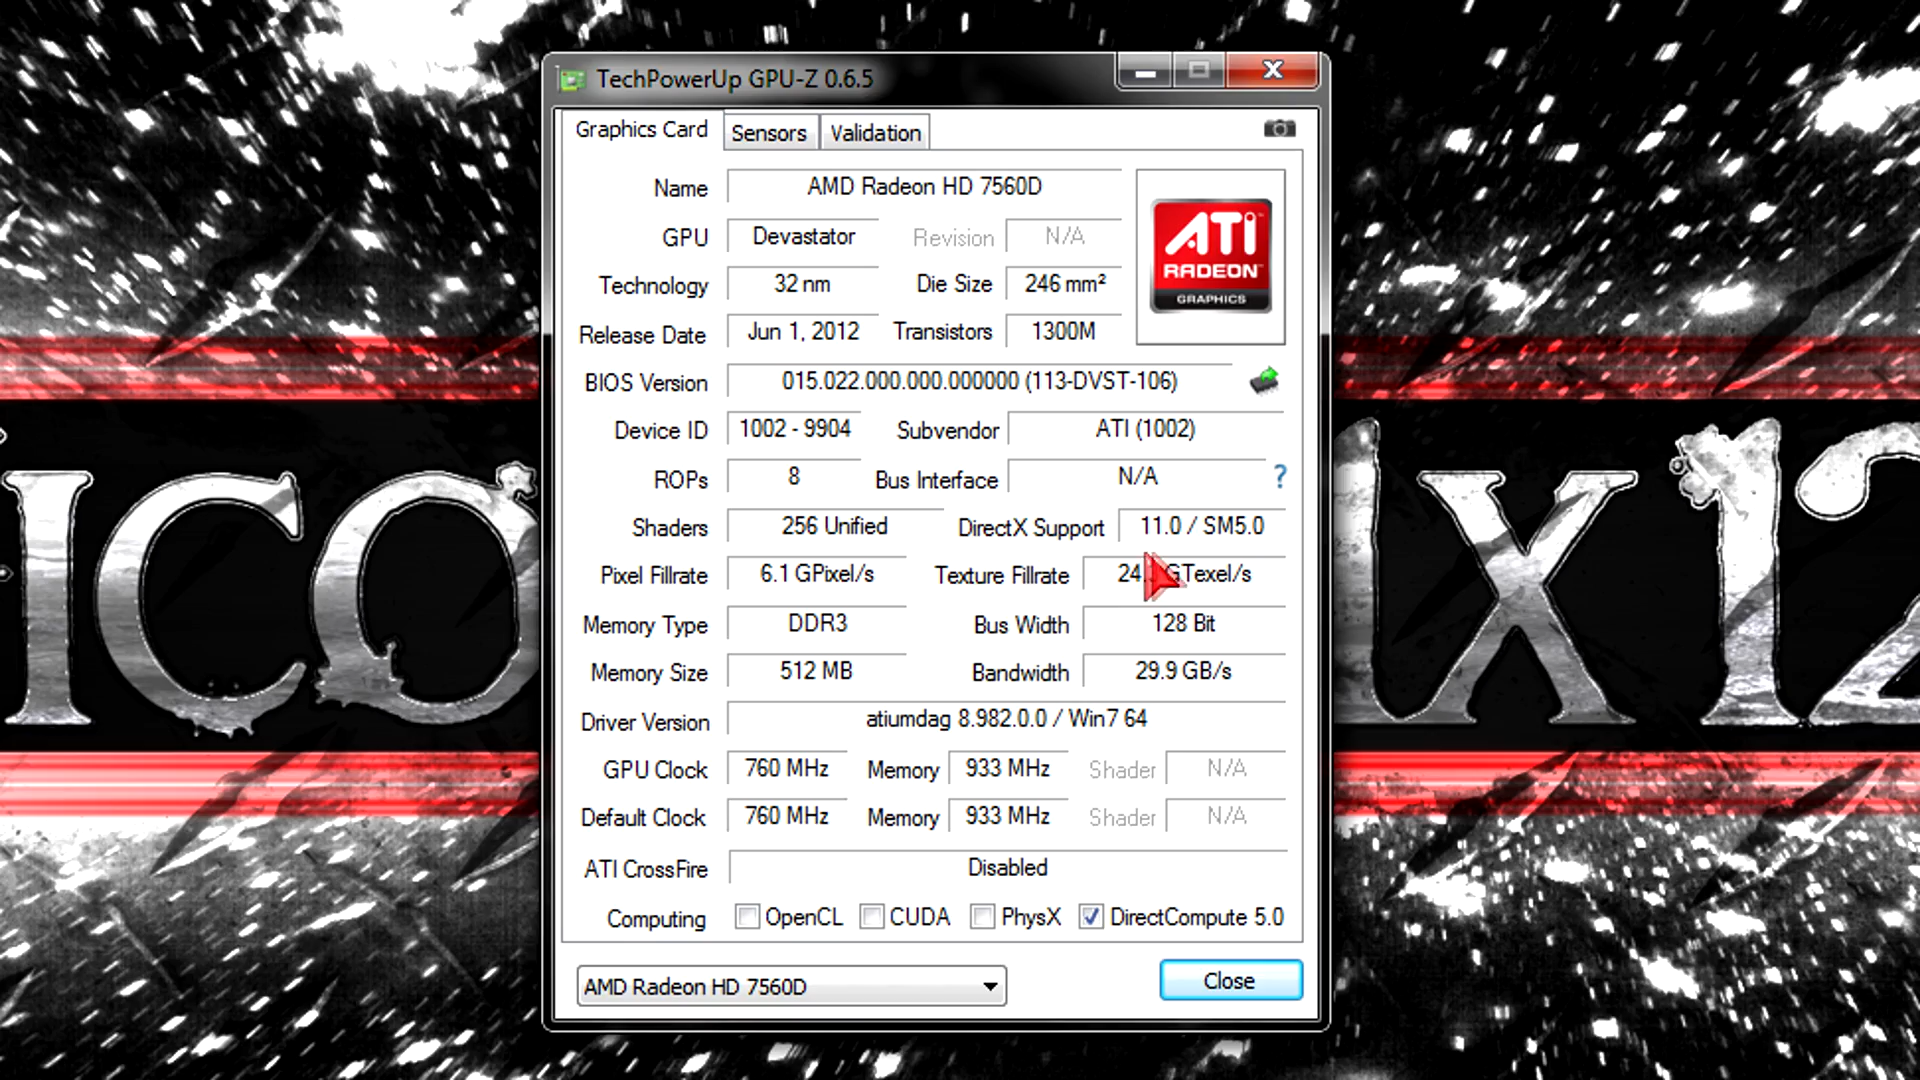 TechPowerUp GPU-Z 0.6.5
Graphics Card Sensors Validation
Name AMD Radeon HD 7560D
GPU Devastator Revision N/A
Technology 32 nm Die Size 246 mm²
Release Date Jun 1, 2012 Transistors 1300M
ATI
RADEON
GRAPHICS
BIOS Version 015.022.000.000.000000 (113-DVST-106)
Device ID 1002 - 9904 Subvendor ATI (1002)
ROPs 8 Bus Interface N/A ?
Shaders 256 Unified DirectX Support 11.0 / SM5.0
Pixel Fillrate 6.1 GPixel/s Texture Fillrate GTexel/s
Memory Type DDR3 Bus Width 128 Bit
Memory Size 512 MB Bandwidth 29.9 GB/s
Driver Version atiumdag 8.982.0.0 / Win7 64
GPU Clock 760 MHz Memory 933 MHz Shader N/A
Default Clock 760 MHz Memory 933 MHz Shader N/A
ATI CrossFire Disabled
Computing OpenCL CUDA PhysX DirectCompute 5.0
AMD Radeon HD 7560D Close